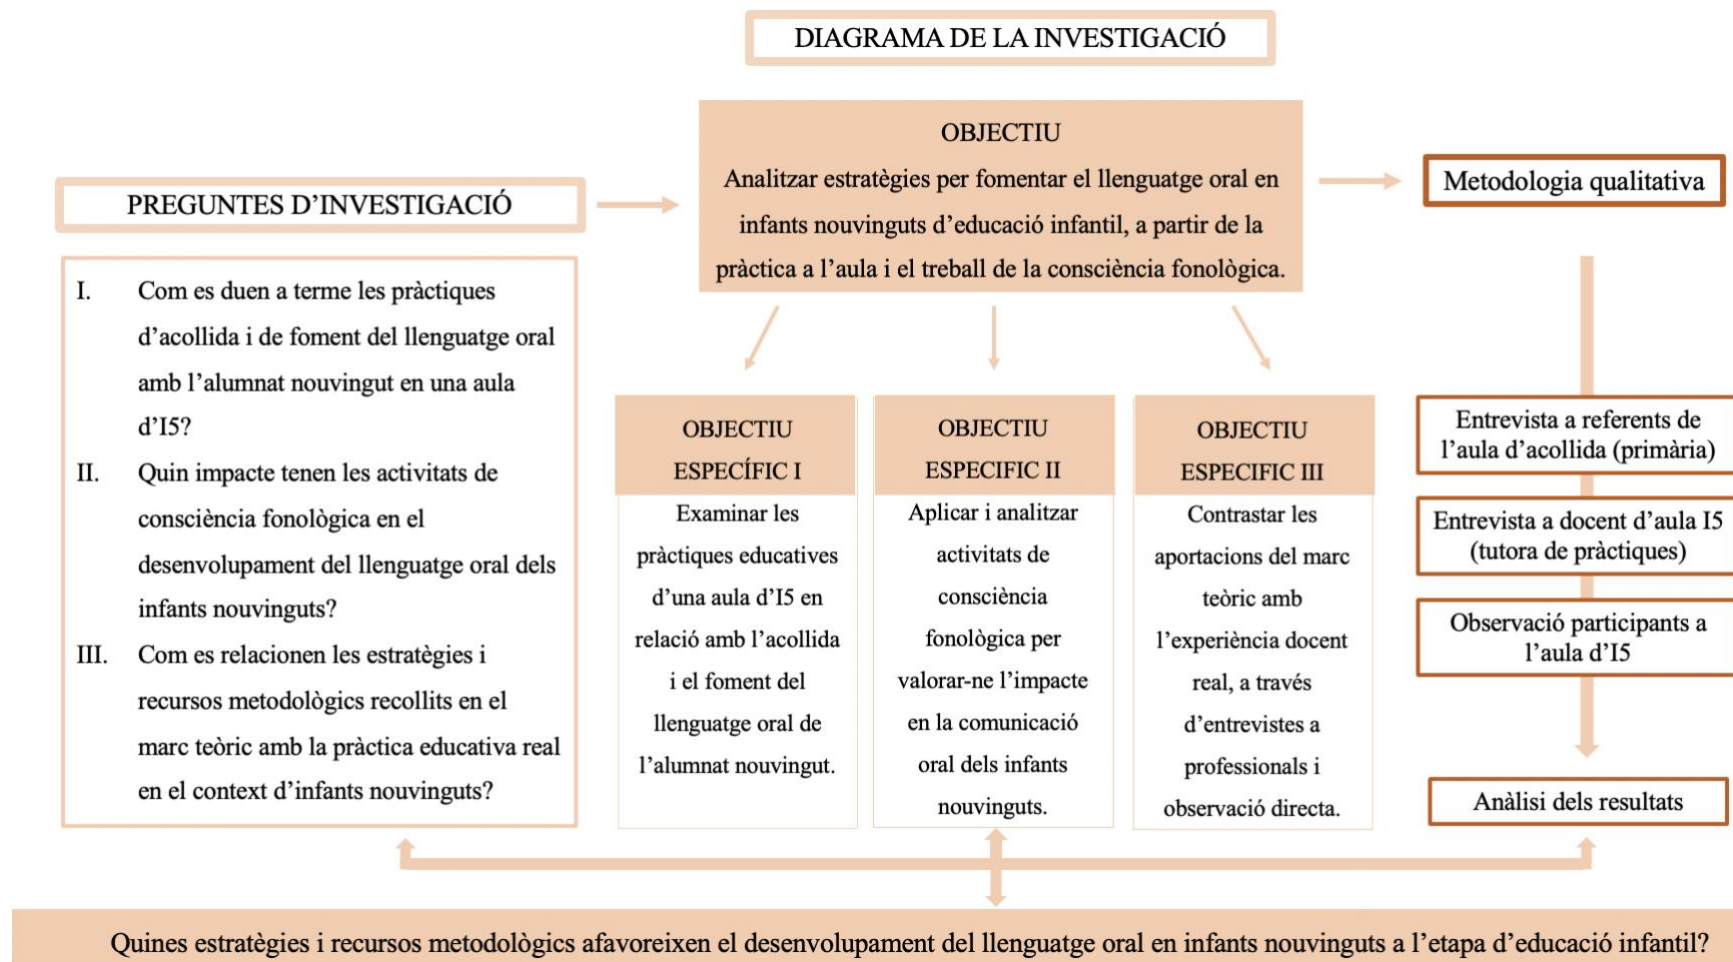 DIAGRAMA DE LA INVESTIGACIÓ
PREGUNTES D’INVESTIGACIÓ
I. Com es duen a terme les pràctiques
d’acollida i de foment del llenguatge oral
amb l’alumnat nouvingut en una aula
d’I5?
II. Quin impacte tenen les activitats de
consciència fonològica en el
desenvolupament del llenguatge oral dels
infants nouvinguts?
III. Com es relacionen les estratègies i
recursos metodològics recollits en el
marc teòric amb la pràctica educativa real
en el context d’infants nouvinguts?
OBJECTIU
Analitzar estratègies per fomentar el llenguatge oral en
infants nouvinguts d’educació infantil, a partir de la
pràctica a l’aula i el treball de la consciència fonològica.
OBJECTIU
ESPECÍFIC I
Examinar les
pràctiques educatives
d’una aula d’I5 en
relació amb l’acollida
i el foment del
llenguatge oral de
l’alumnat nouvingut.
OBJECTIU
ESPECIFIC II
Aplicar i analitzar
activitats de
consciència
fonològica per
valorar-ne l’impacte
en la comunicació
oral dels infants
nouvinguts.
OBJECTIU
ESPECIFIC III
Contrastar les
aportacions del marc
teòric amb
l’experiència docent
real, a través
d’entrevistes a
professionals i
observació directa.
Metodologia qualitativa
Entrevista a referents de
l’aula d’acollida (primària)
Entrevista a docent d’aula I5
(tutora de pràctiques)
Observació participants a
l’aula d’I5
Anàlisi dels resultats
Quines estratègies i recursos metodològics afavoreixen el desenvolupament del llenguatge oral en infants nouvinguts a l’etapa d’educació infantil?